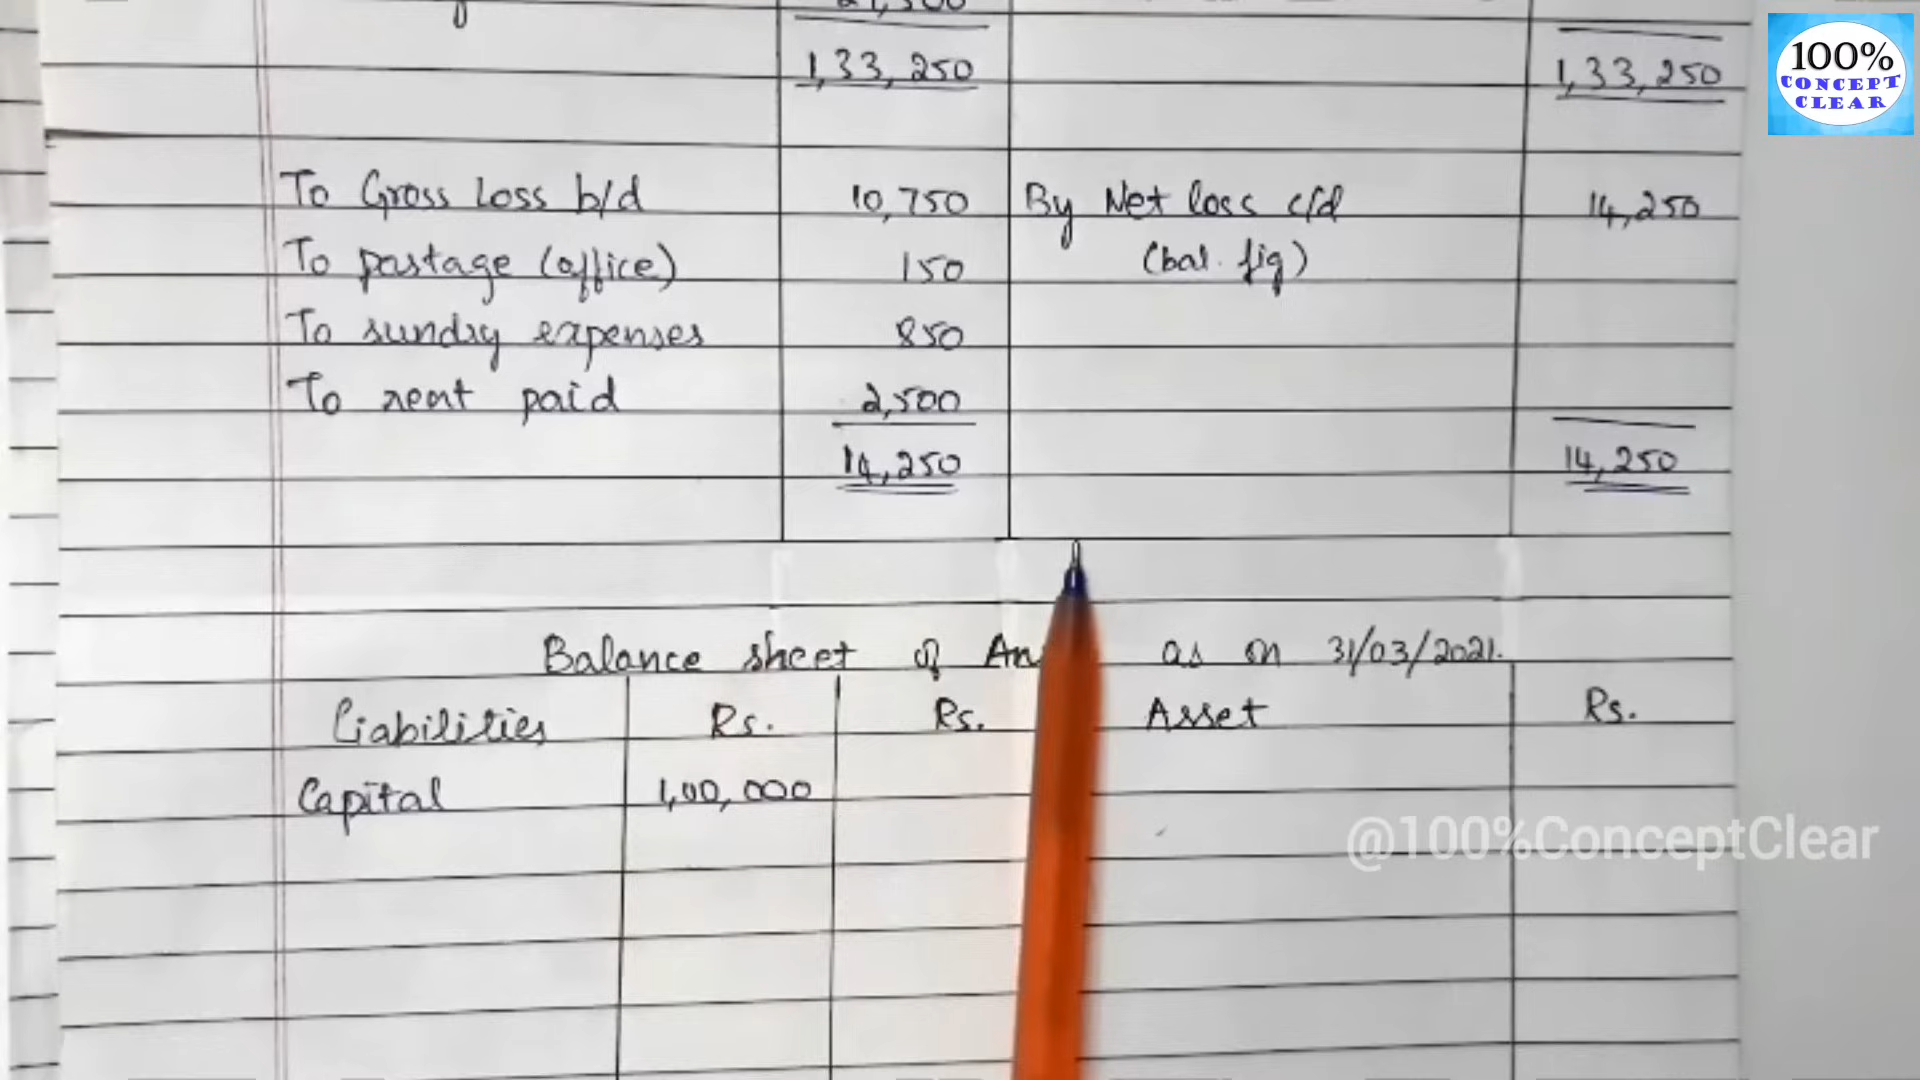 1,33,250 1,33,250
To Gross Loss b/d 10,750 By Net loss c/d 14,250
To postage (office) 150 (bal. fig)
To sundry expenses 850
To rent paid 2,500
14,250 14,250
Balance sheet of as on 31/03/2021.
Liabilities Rs. Rs. Asset Rs.
Capital 1,00,000
100%
CONCEPT
CLEAR
@100%ConceptClear